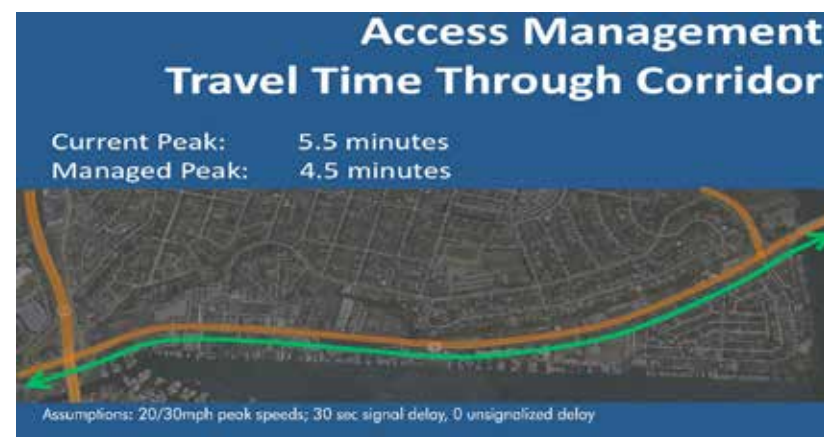 Access Management
Travel Time Through Corridor
Current Peak: 5.5 minutes
Managed Peak: 4.5 minutes
Assumptions: 20/30mph peak speeds; 30 sec signal delay, 0 unsignalized delay